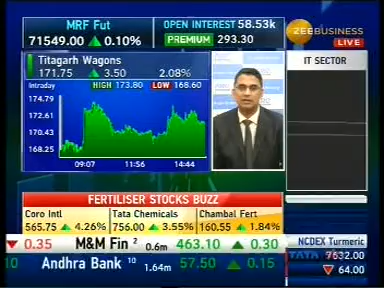 MRF Fut
71549.00 ▲ 0.10%
OPEN INTEREST 58.53k
PREMIUM 293.30
ZEE BUSINESS
LIVE
Titagarh Wagons
171.75 ▲ 3.50 2.08%
Intraday HIGH 173.80 LOW 168.60
174.79
172.61
170.43
168.25
09:07 11:56 14:44
IT SECTOR
FERTILISER STOCKS BUZZ
Coro Intl
565.75 ▲ 4.26%
Tata Chemicals
756.00 ▲ 3.55%
Chambal Fert
160.55 ▲ 1.84%
▼ 0.35 M&M Fin 2 0.6m 463.10 ▲ 0.30
10 Andhra Bank 10 1.64m 57.50 ▲ 0.15
NCDEX Turmeric
7632.00
▼ 64.00